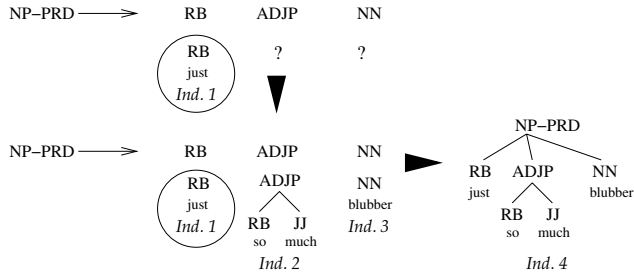 NP–PRD RB ADJP NN
RB ? ?
just
Ind. 1
NP–PRD RB ADJP NN
RB ADJP NN
just blubber
Ind. 1 RB JJ Ind. 3
so much
Ind. 2
NP–PRD
RB ADJP NN
just blubber
RB JJ
so much
Ind. 4